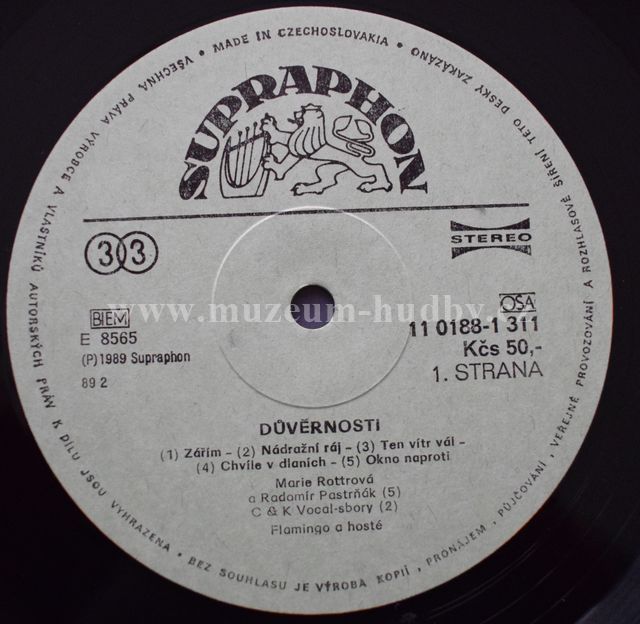 VŠECHNA PRÁVA VÝROBCE A VLASTNÍKŮ AUTORSKÝCH PRÁV K DÍLU JSOU VYHRAZENA • BEZ SOUHLASU JE VÝROBA KOPIÍ, PRONÁJEM, PŮJČOVÁNÍ, VEŘEJNÉ PROVOZOVÁNÍ A ROZHLASOVÉ ŠÍŘENÍ TÉTO DESKY ZAKÁZÁNO • MADE IN CZECHOSLOVAKIA •
SUPRAPHON
33
STEREO
www.muzeum-hudby.cz
BIEM
OSA
E 8565
11 0188-1 311
(P) 1989 Supraphon
Kčs 50,-
89 2
1. STRANA
DŮVĚRNOSTI
(1) Zářím – (2) Nádražní ráj – (3) Ten vítr vál –
(4) Chvíle v dlaních – (5) Okno naproti
Marie Rottrová
a Radomír Pastrňák (5)
C & K Vocal-sbory (2)
Flamingo a hosté